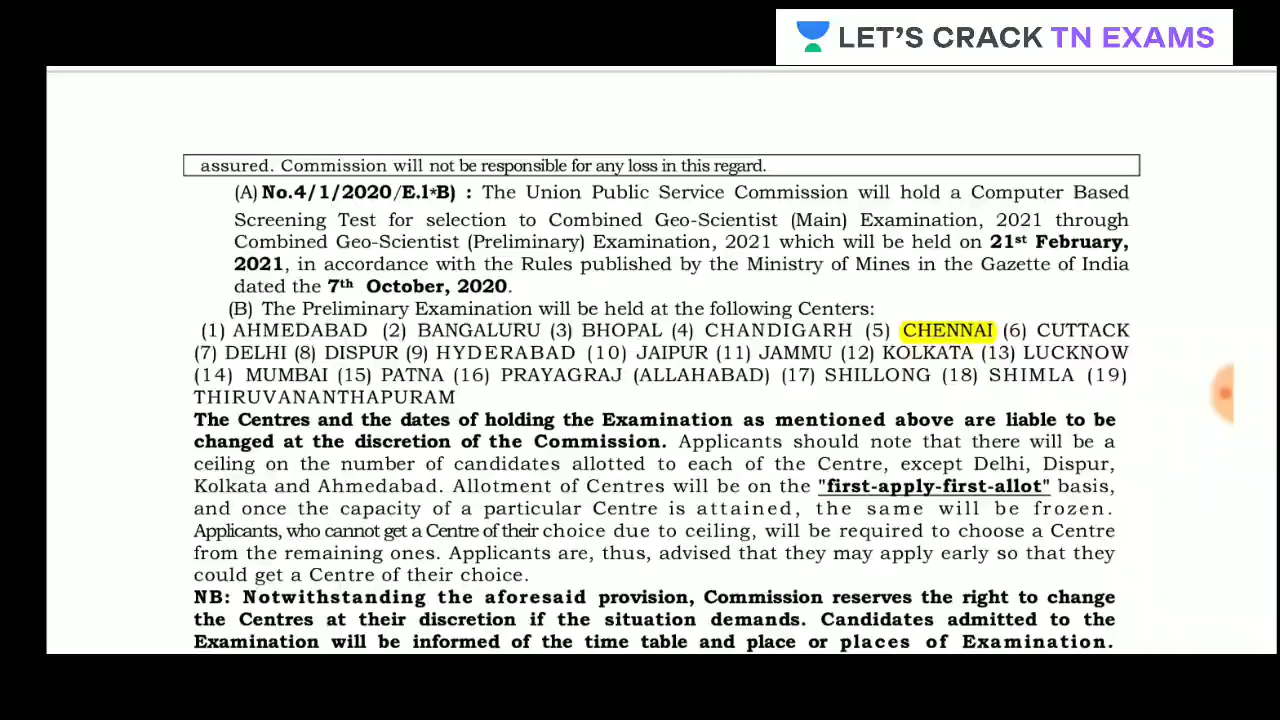 LET'S CRACK TN EXAMS
assured. Commission will not be responsible for any loss in this regard.
(A) No.4/1/2020/E.I*B) : The Union Public Service Commission will hold a Computer Based
Screening Test for selection to Combined Geo-Scientist (Main) Examination, 2021 through
Combined Geo-Scientist (Preliminary) Examination, 2021 which will be held on 21st February,
2021, in accordance with the Rules published by the Ministry of Mines in the Gazette of India
dated the 7th October, 2020.
(B) The Preliminary Examination will be held at the following Centers:
(1) AHMEDABAD (2) BANGALURU (3) BHOPAL (4) CHANDIGARH (5) CHENNAI (6) CUTTACK
(7) DELHI (8) DISPUR (9) HYDERABAD (10) JAIPUR (11) JAMMU (12) KOLKATA (13) LUCKNOW
(14) MUMBAI (15) PATNA (16) PRAYAGRAJ (ALLAHABAD) (17) SHILLONG (18) SHIMLA (19)
THIRUVANANTHAPURAM
The Centres and the dates of holding the Examination as mentioned above are liable to be
changed at the discretion of the Commission. Applicants should note that there will be a
ceiling on the number of candidates allotted to each of the Centre, except Delhi, Dispur,
Kolkata and Ahmedabad. Allotment of Centres will be on the "first-apply-first-allot" basis,
and once the capacity of a particular Centre is attained, the same will be frozen.
Applicants, who cannot get a Centre of their choice due to ceiling, will be required to choose a Centre
from the remaining ones. Applicants are, thus, advised that they may apply early so that they
could get a Centre of their choice.
NB: Notwithstanding the aforesaid provision, Commission reserves the right to change
the Centres at their discretion if the situation demands. Candidates admitted to the
Examination will be informed of the time table and place or places of Examination.